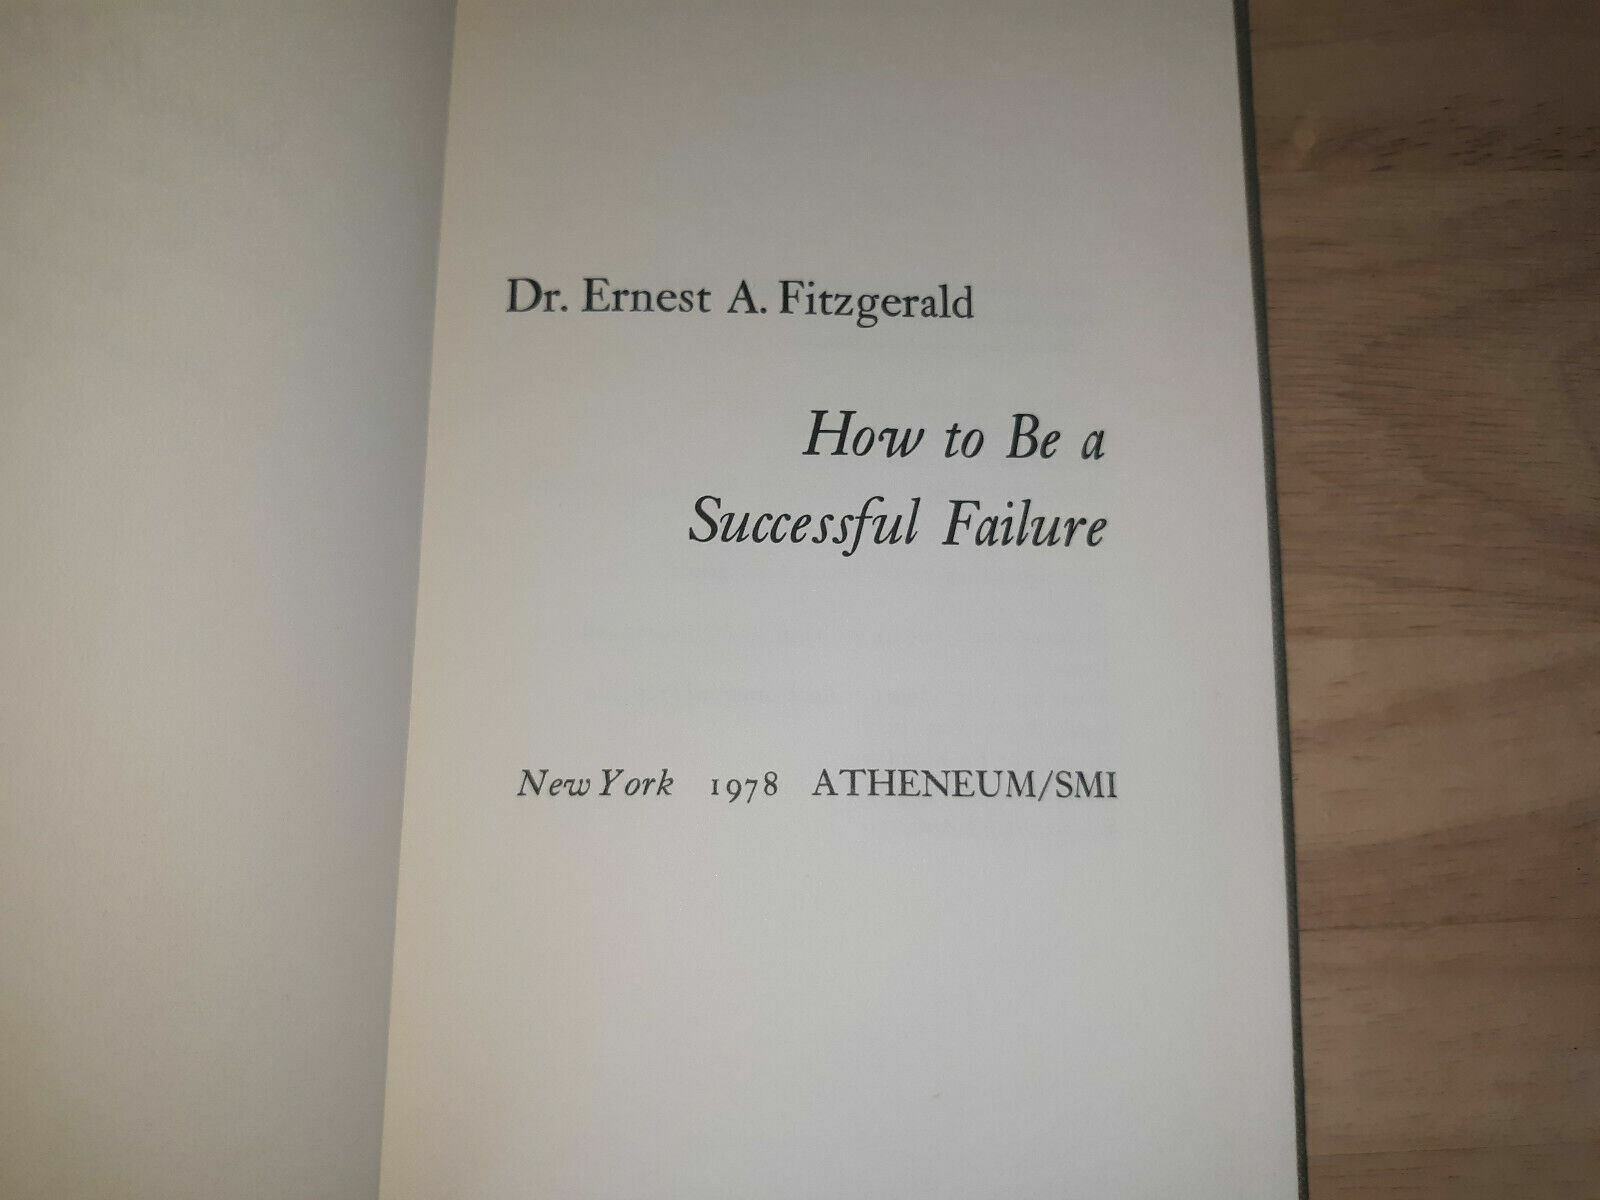 Dr. Ernest A. Fitzgerald
How to Be a
Successful Failure
New York 1978 ATHENEUM/SMI